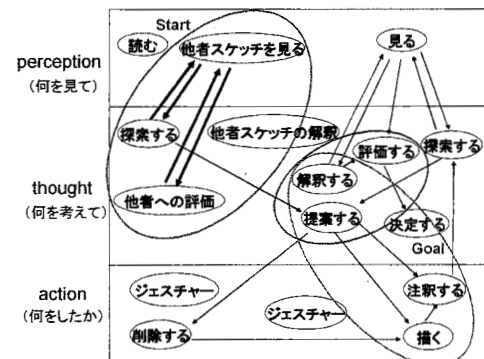 Start
読む
他者スケッチを見る
見る
perception
(何を見て)
探索する
他者スケッチの解釈
評価する
探索する
解釈する
thought
(何を考えて)
他者への評価
提案する
決定する
Goal
action
(何をしたか)
ジェスチャー
ジェスチャー
注釈する
削除する
描く